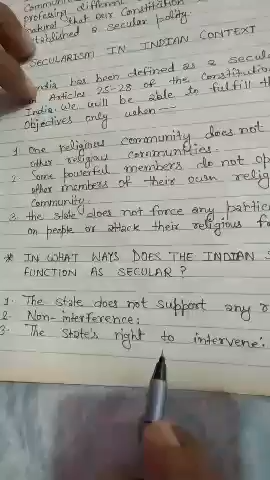 professing different
natural that our Constitution
established a secular polity.
SECULARISM IN INDIAN CONTEXT
India has been defined as a secula
in Articles 25-28 of the Constitution
India. We will be able to fulfill th
objectives only when—
1. One religious community does not
other religious communities.
2. Some powerful members do not op
other members of their own relig
Community.
3. the state does not force any partic
on people or attack their religious f
* IN WHAT WAYS DOES THE INDIAN S
FUNCTION AS SECULAR?
1. The state does not support any r
2. Non-interference:
3. The State's right to intervene: